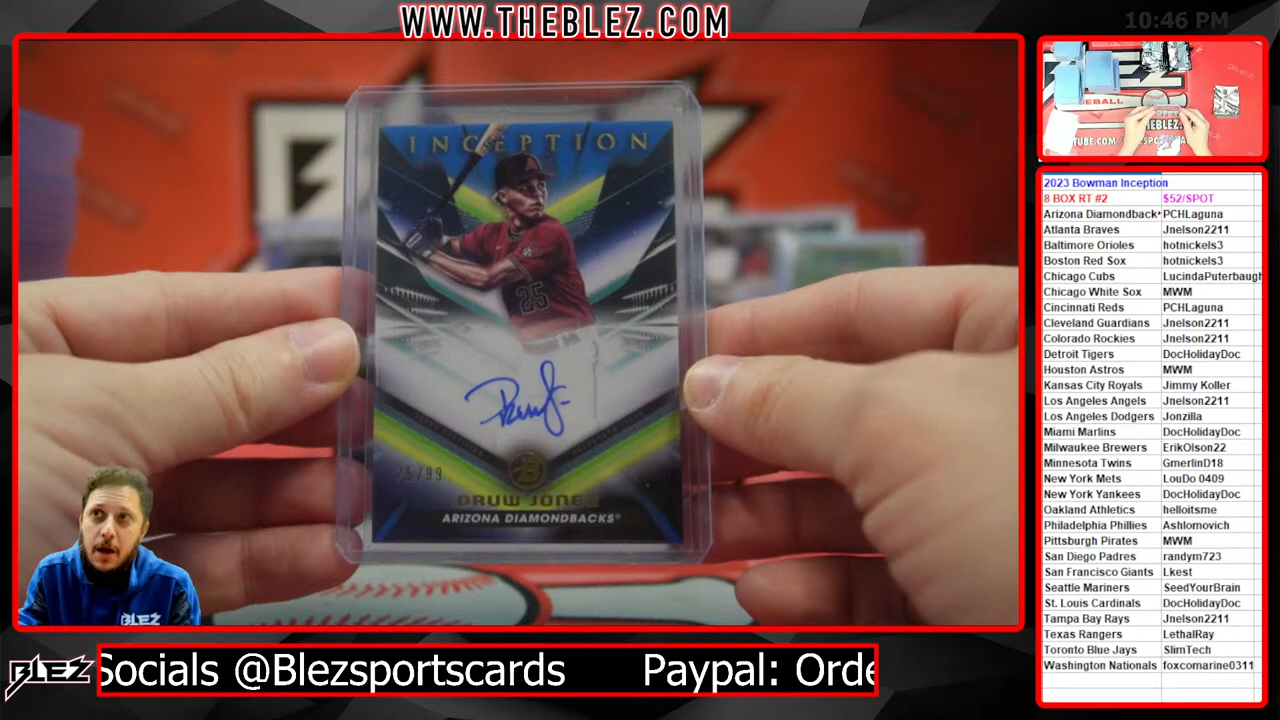 WWW.THEBLEZ.COM
10:46 PM
INCEPTION
25
5/99
DRUW JONES
ARIZONA DIAMONDBACKS
BLEZ
BLEZ
Socials @Blezsportscards Paypal: Orde
2023 Bowman Inception
8 BOX RT #2 $52/SPOT
Arizona Diamondback PCHLaguna
Atlanta Braves Jnelson2211
Baltimore Orioles hotnickels3
Boston Red Sox hotnickels3
Chicago Cubs LucindaPuterbaugh
Chicago White Sox MWM
Cincinnati Reds PCHLaguna
Cleveland Guardians Jnelson2211
Colorado Rockies Jnelson2211
Detroit Tigers DocHolidayDoc
Houston Astros MWM
Kansas City Royals Jimmy Koller
Los Angeles Angels Jnelson2211
Los Angeles Dodgers Jonzilla
Miami Marlins DocHolidayDoc
Milwaukee Brewers ErikOlson22
Minnesota Twins GmerlinD18
New York Mets LouDo 0409
New York Yankees DocHolidayDoc
Oakland Athletics helloitsme
Philadelphia Phillies Ashlomovich
Pittsburgh Pirates MWM
San Diego Padres randym723
San Francisco Giants Lkest
Seattle Mariners SeedYourBrain
St. Louis Cardinals DocHolidayDoc
Tampa Bay Rays Jnelson2211
Texas Rangers LethalRay
Toronto Blue Jays SlimTech
Washington Nationals foxcomarine0311